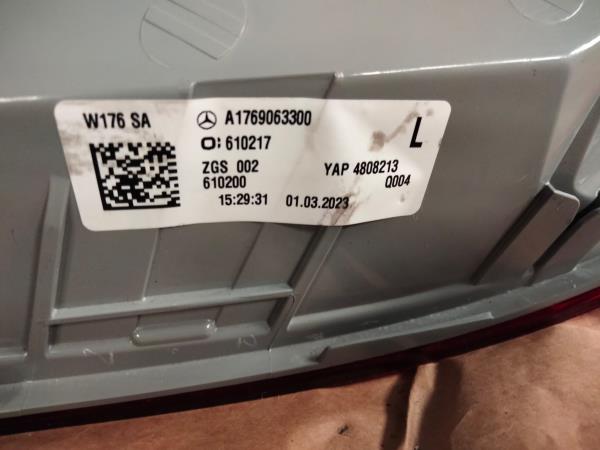 W176 SA
A1769063300
O: 610217
L
ZGS 002
YAP 4808213
610200
Q004
15:29:31 01.03.2023